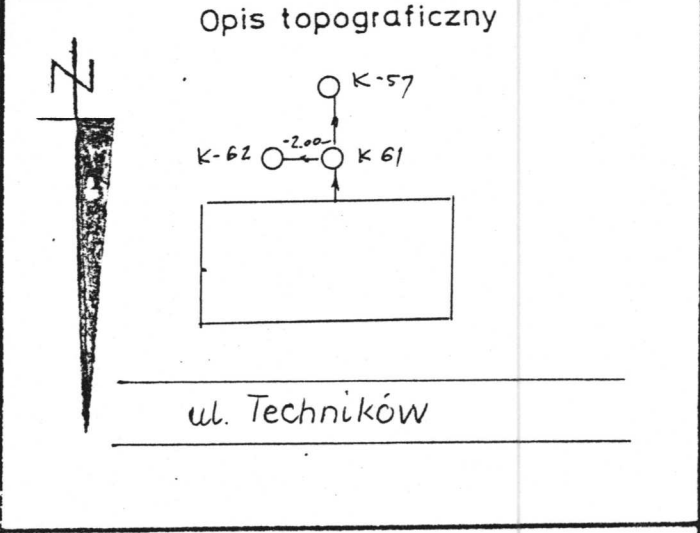 Opis topograficzny
N
K-57
K-62 -2.00- K 61
ul. Techników